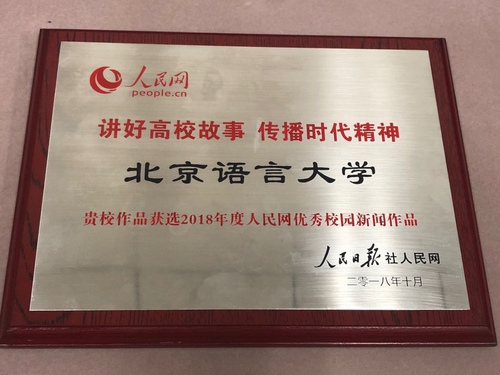 人民网
people.cn
讲好高校故事 传播时代精神
北京语言大学
贵校作品获选2018年度人民网优秀校园新闻作品
人民日报社人民网
二零一八年十月